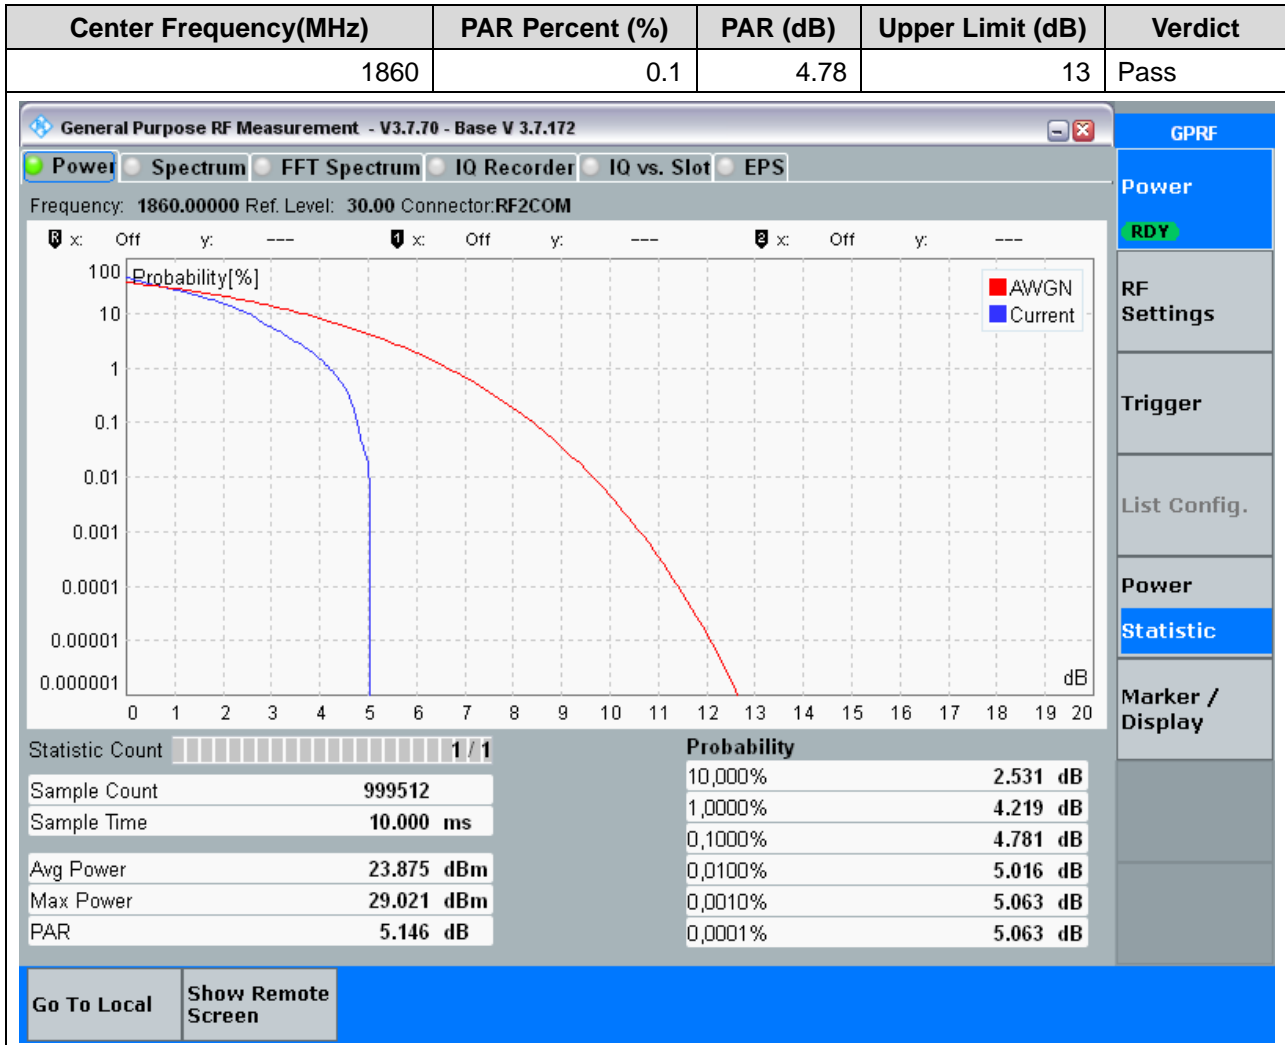 Center Frequency(MHz) PAR Percent (%) PAR (dB) Upper Limit (dB) Verdict
1860 0.1 4.78 13 Pass
General Purpose RF Measurement - V3.7.70 - Base V 3.7.172
GPRF
Power Spectrum FFT Spectrum IQ Recorder IQ vs. Slot EPS
Frequency: 1860.00000 Ref. Level: 30.00 Connector:RF2COM
R x: Off y: --- 1 x: Off y: --- 2 x: Off y: ---
Probability[%]
100
10
1
0.1
0.01
0.001
0.0001
0.00001
0.000001
AWGN
Current
dB
0 1 2 3 4 5 6 7 8 9 10 11 12 13 14 15 16 17 18 19 20
Statistic Count 1 / 1
Sample Count 999512
Sample Time 10.000 ms
Avg Power 23.875 dBm
Max Power 29.021 dBm
PAR 5.146 dB
Probability
10,000% 2.531 dB
1,0000% 4.219 dB
0,1000% 4.781 dB
0,0100% 5.016 dB
0,0010% 5.063 dB
0,0001% 5.063 dB
Power
RDY
RF
Settings
Trigger
List Config.
Power
Statistic
Marker /
Display
Go To Local
Show Remote
Screen